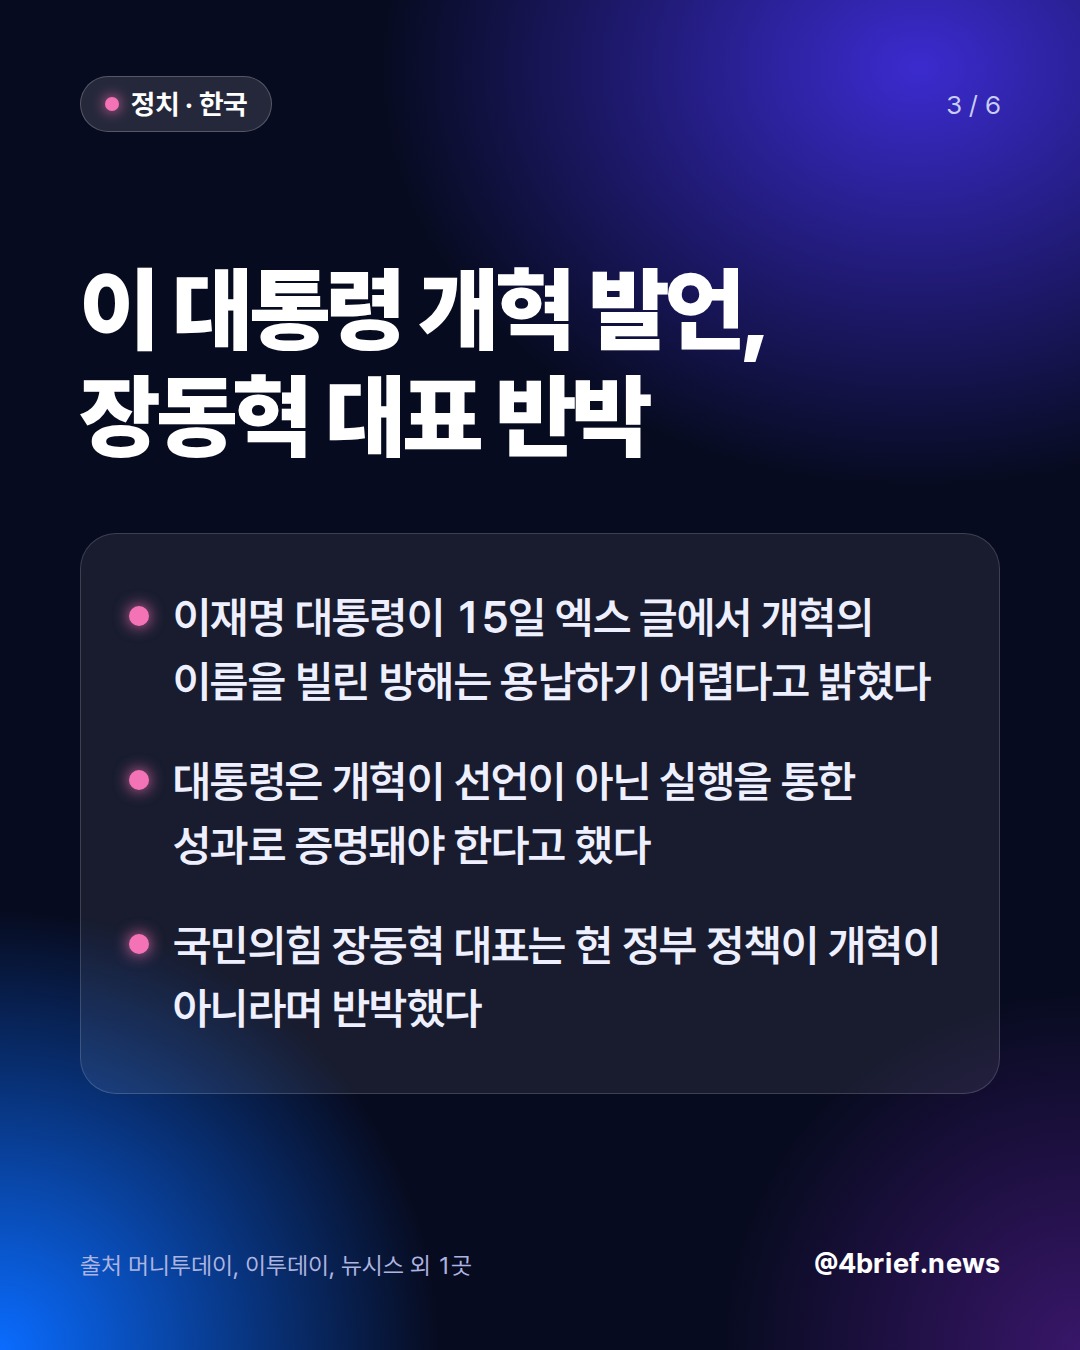 정치 · 한국
3 / 6
이 대통령 개혁 발언,
장동혁 대표 반박
이재명 대통령이 15일 엑스 글에서 개혁의
이름을 빌린 방해는 용납하기 어렵다고 밝혔다
대통령은 개혁이 선언이 아닌 실행을 통한
성과로 증명돼야 한다고 했다
국민의힘 장동혁 대표는 현 정부 정책이 개혁이
아니라며 반박했다
출처 머니투데이, 이투데이, 뉴시스 외 1곳
@4brief.news